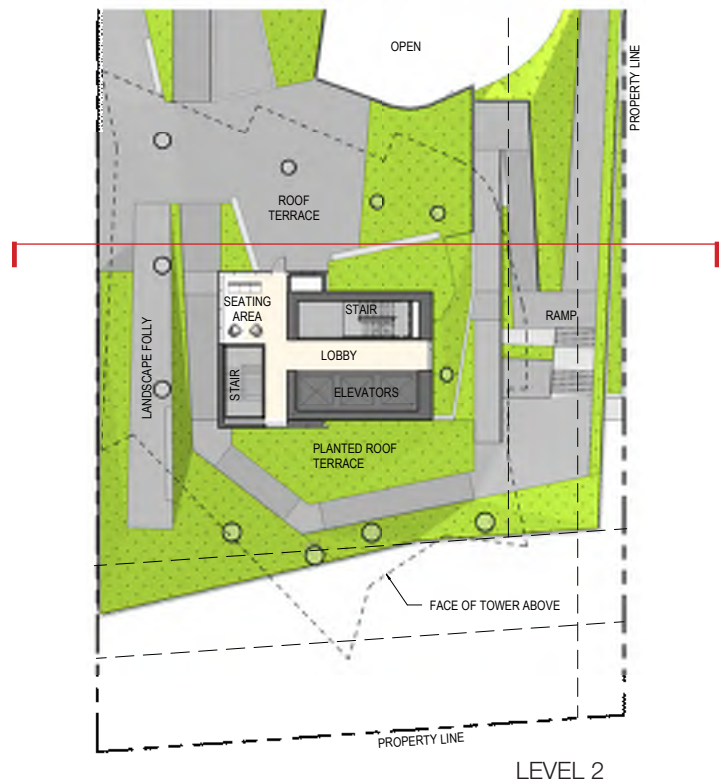 OPEN
PROPERTY LINE
ROOF
TERRACE
SEATING
AREA
STAIR
RAMP
LANDSCAPE FOLLY
LOBBY
STAIR
ELEVATORS
PLANTED ROOF
TERRACE
FACE OF TOWER ABOVE
PROPERTY LINE
LEVEL 2